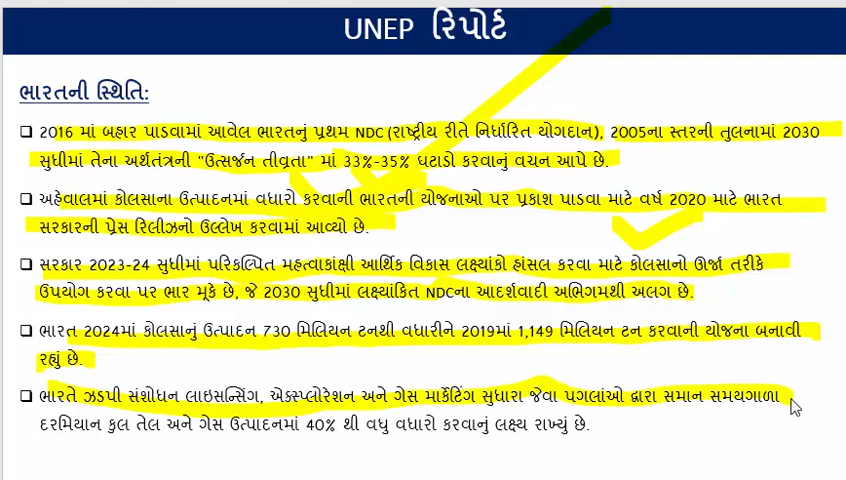 UNEP રિપોર્ટ
ભારતની સ્થિતિ:
❑ 2016 માં બહાર પાડવામાં આવેલ ભારતનું પ્રથમ NDC (રાષ્ટ્રીય રીતે નિર્ધારિત યોગદાન), 2005ના સ્તરની તુલનામાં 2030
સુધીમાં તેના અર્થતંત્રની "ઉત્સર્જન તીવ્રતા" માં 33%-35% ઘટાડો કરવાનું વચન આપે છે.
❑ અહેવાલમાં કોલસાના ઉત્પાદનમાં વધારો કરવાની ભારતની યોજનાઓ પર પ્રકાશ પાડવા માટે વર્ષ 2020 માટે ભારત
સરકારની પ્રેસ રિલીઝનો ઉલ્લેખ કરવામાં આવ્યો છે.
❑ સરકાર 2023-24 સુધીમાં પરિકલ્પિત મહત્વાકાંક્ષી આર્થિક વિકાસ લક્ષ્યાંકો હાંસલ કરવા માટે કોલસાનો ઊર્જા તરીકે
ઉપયોગ કરવા પર ભાર મૂકે છે, જે 2030 સુધીમાં લક્ષ્યાંકિત NDCના આદર્શવાદી અભિગમથી અલગ છે.
❑ ભારત 2024માં કોલસાનું ઉત્પાદન 730 મિલિયન ટનથી વધારીને 2019માં 1,149 મિલિયન ટન કરવાની યોજના બનાવી
રહ્યું છે.
❑ ભારતે ઝડપી સંશોધન લાઇસન્સિંગ, એક્સ્પ્લોરેશન અને ગેસ માર્કેટિંગ સુધારા જેવા પગલાંઓ દ્વારા સમાન સમયગાળા
દરમિયાન કુલ તેલ અને ગેસ ઉત્પાદનમાં 40% થી વધુ વધારો કરવાનું લક્ષ્ય રાખ્યું છે.